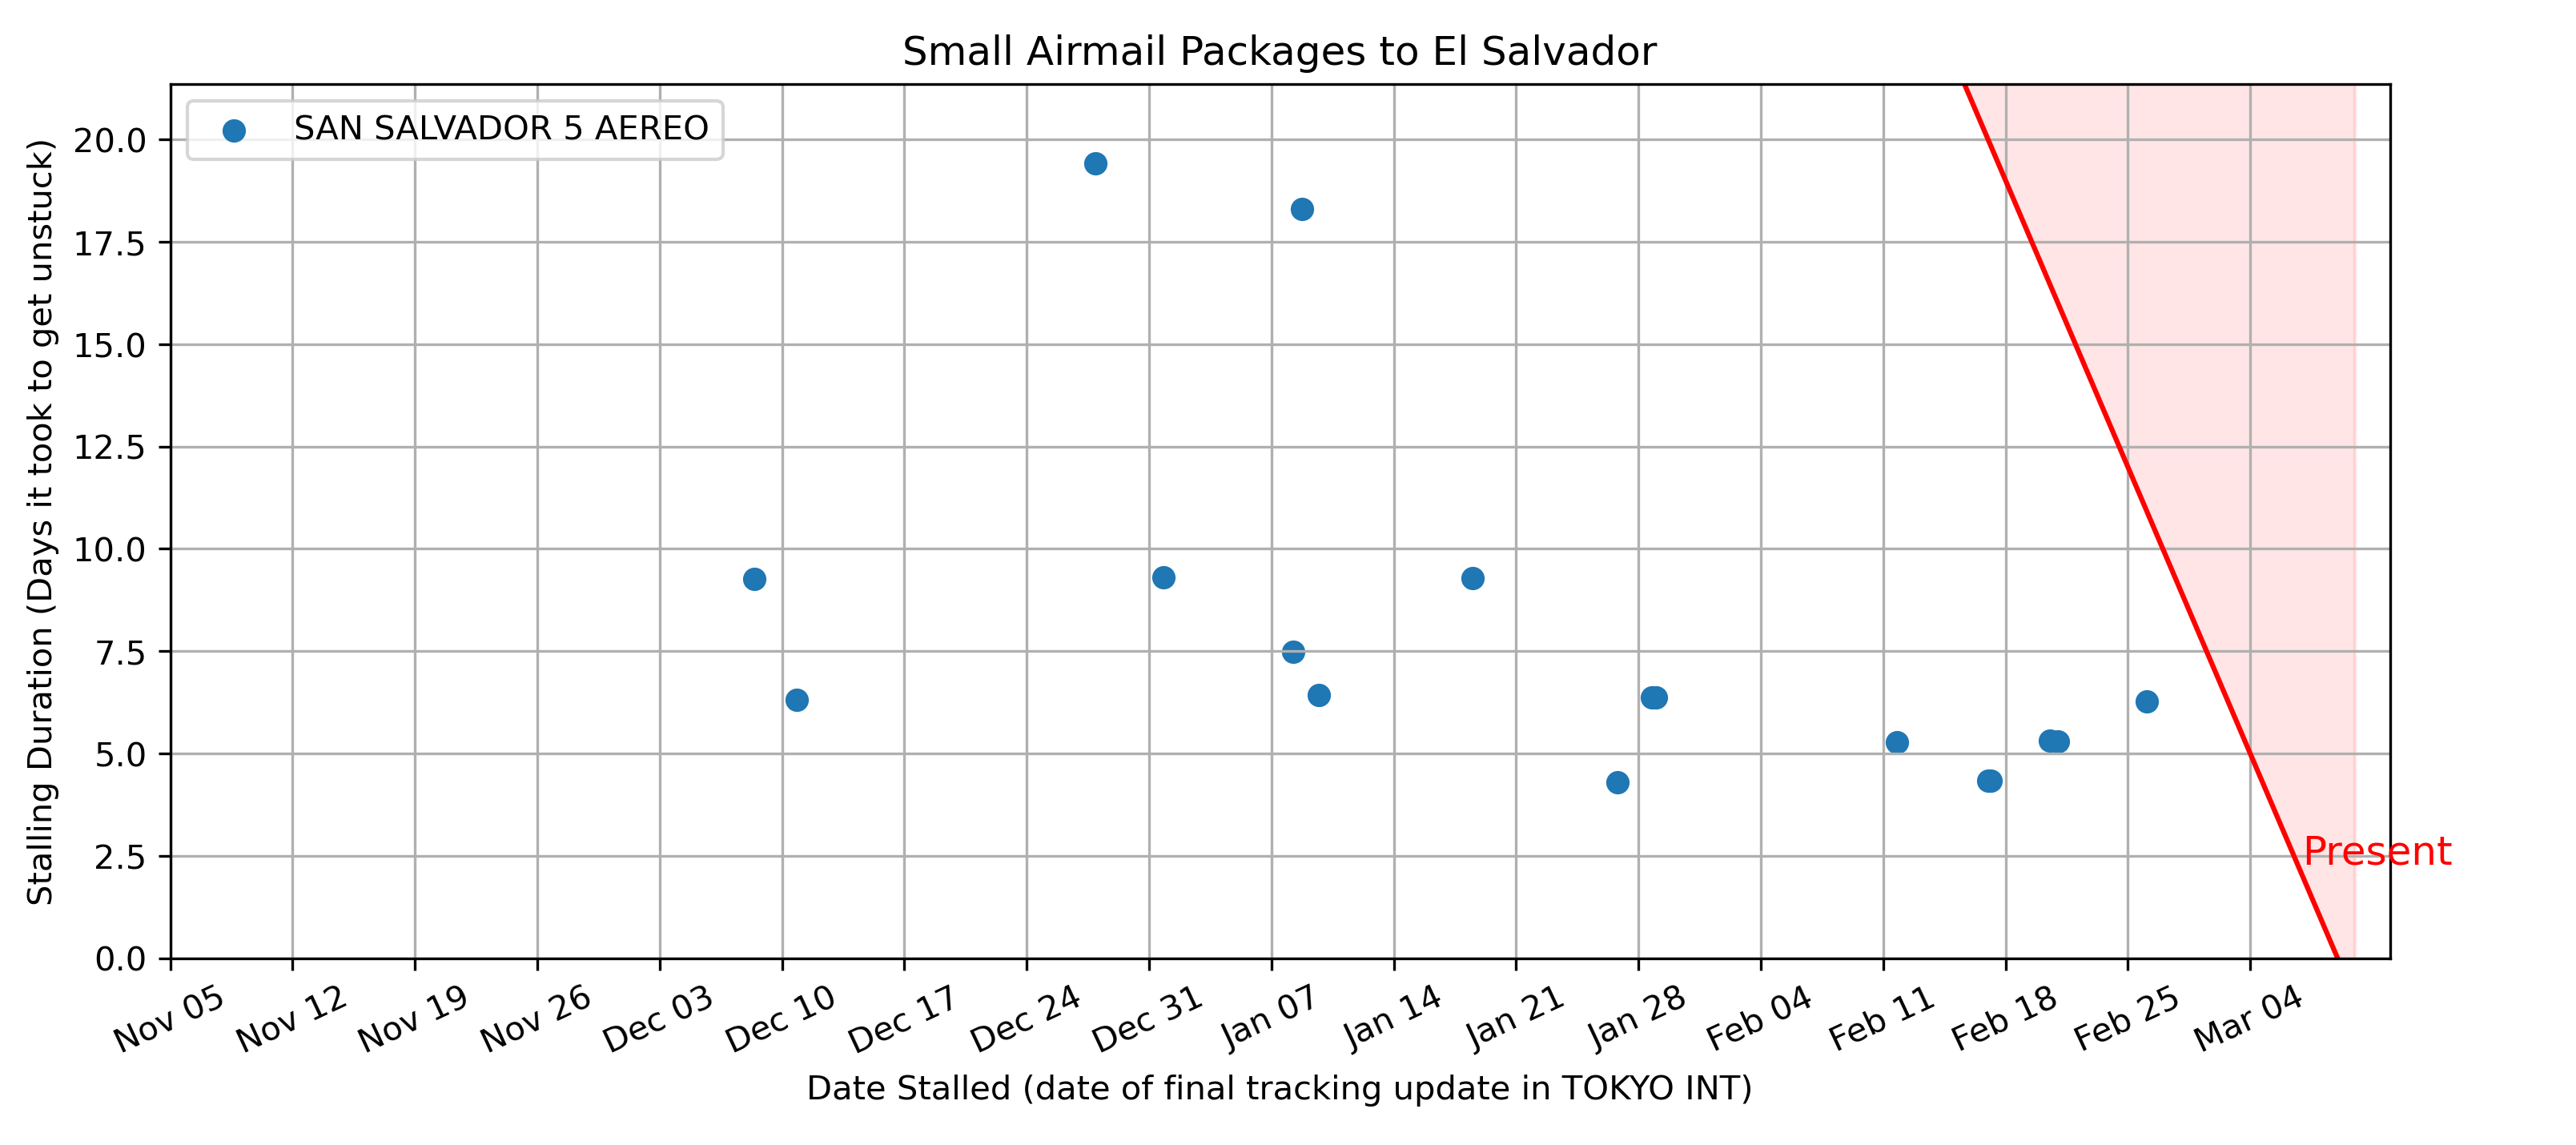 Small Airmail Packages to El Salvador
SAN SALVADOR 5 AEREO
Stalling Duration (Days it took to get unstuck)
20.0
17.5
15.0
12.5
10.0
7.5
5.0
2.5
0.0
Present
Nov 05 Nov 12 Nov 19 Nov 26 Dec 03 Dec 10 Dec 17 Dec 24 Dec 31 Jan 07 Jan 14 Jan 21 Jan 28 Feb 04 Feb 11 Feb 18 Feb 25 Mar 04
Date Stalled (date of final tracking update in TOKYO INT)